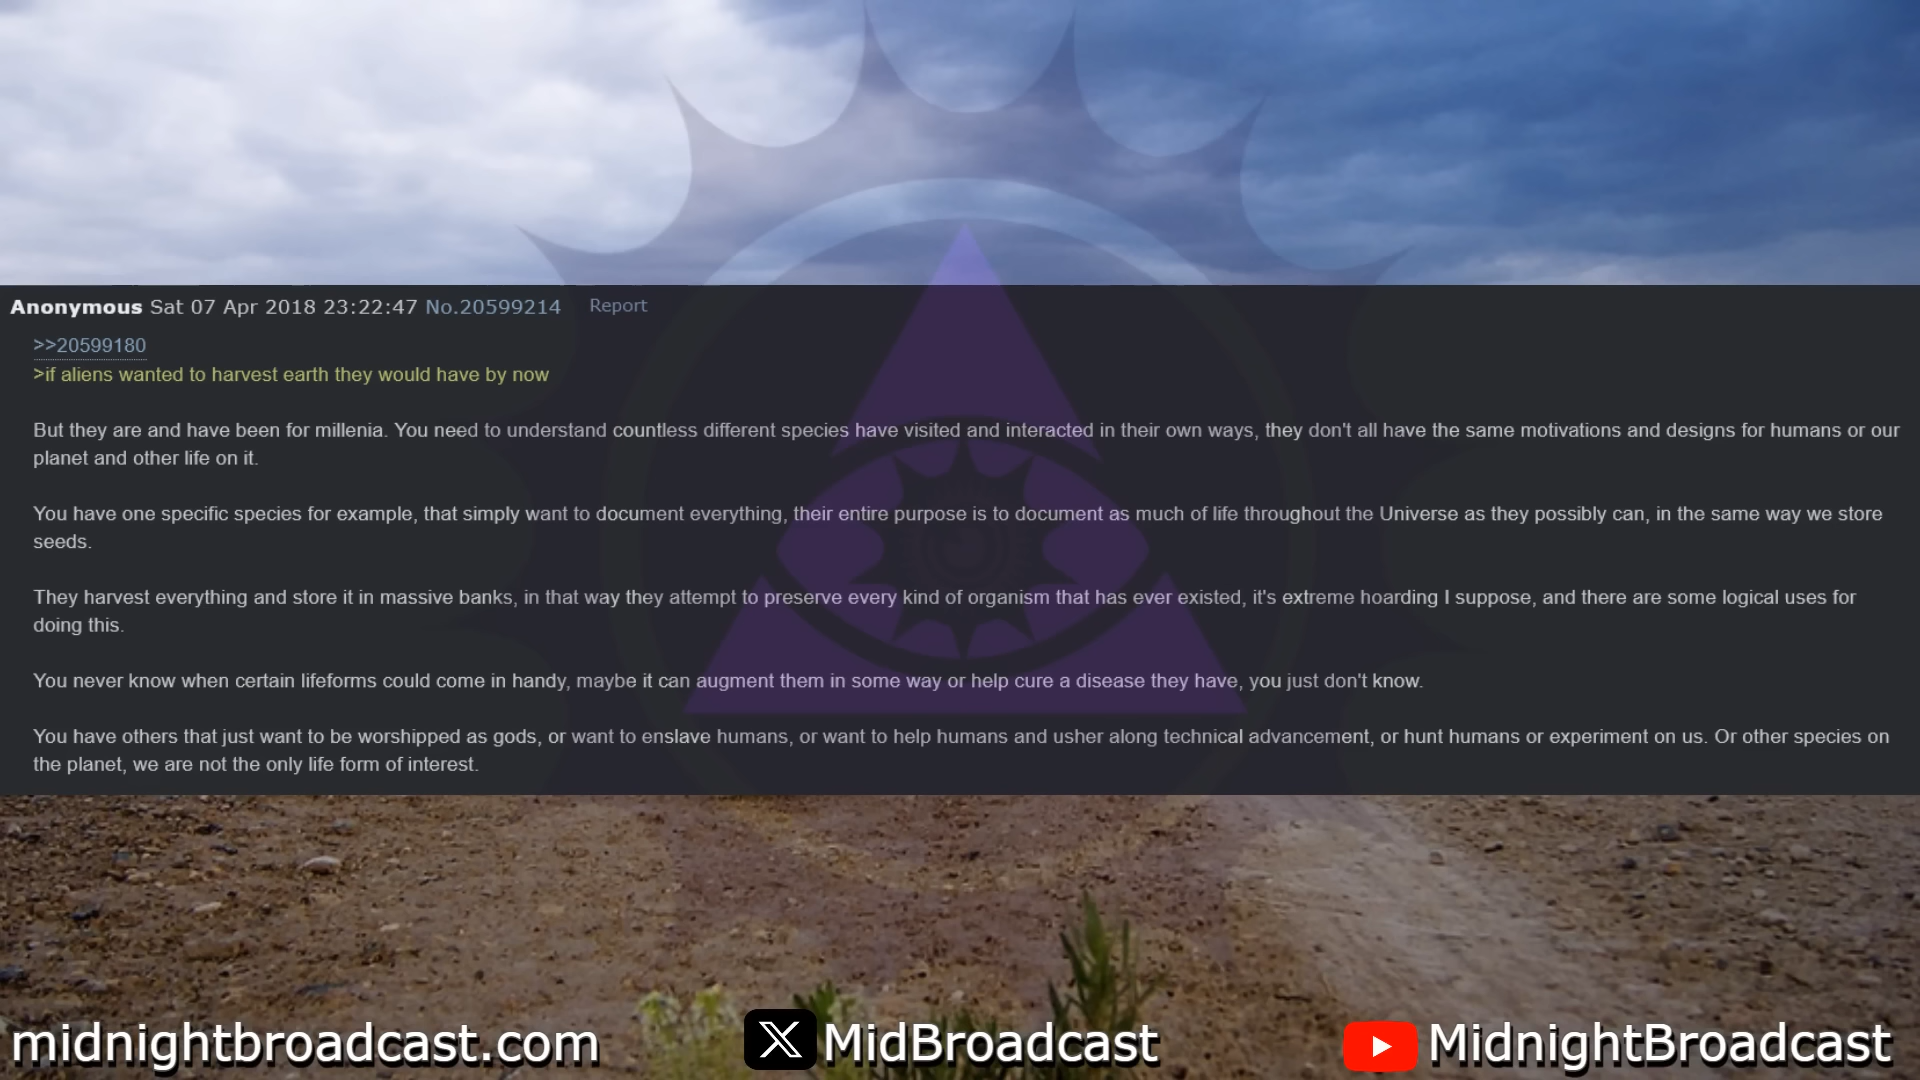 Anonymous Sat 07 Apr 2018 23:22:47 No.20599214 Report
>>20599180
>if aliens wanted to harvest earth they would have by now
But they are and have been for millenia. You need to understand countless different species have visited and interacted in their own ways, they don't all have the same motivations and designs for humans or our
planet and other life on it.
You have one specific species for example, that simply want to document everything, their entire purpose is to document as much of life throughout the Universe as they possibly can, in the same way we store
seeds.
They harvest everything and store it in massive banks, in that way they attempt to preserve every kind of organism that has ever existed, it's extreme hoarding I suppose, and there are some logical uses for
doing this.
You never know when certain lifeforms could come in handy, maybe it can augment them in some way or help cure a disease they have, you just don't know.
You have others that just want to be worshipped as gods, or want to enslave humans, or want to help humans and usher along technical advancement, or hunt humans or experiment on us. Or other species on
the planet, we are not the only life form of interest.
midnightbroadcast.com MidBroadcast MidnightBroadcast